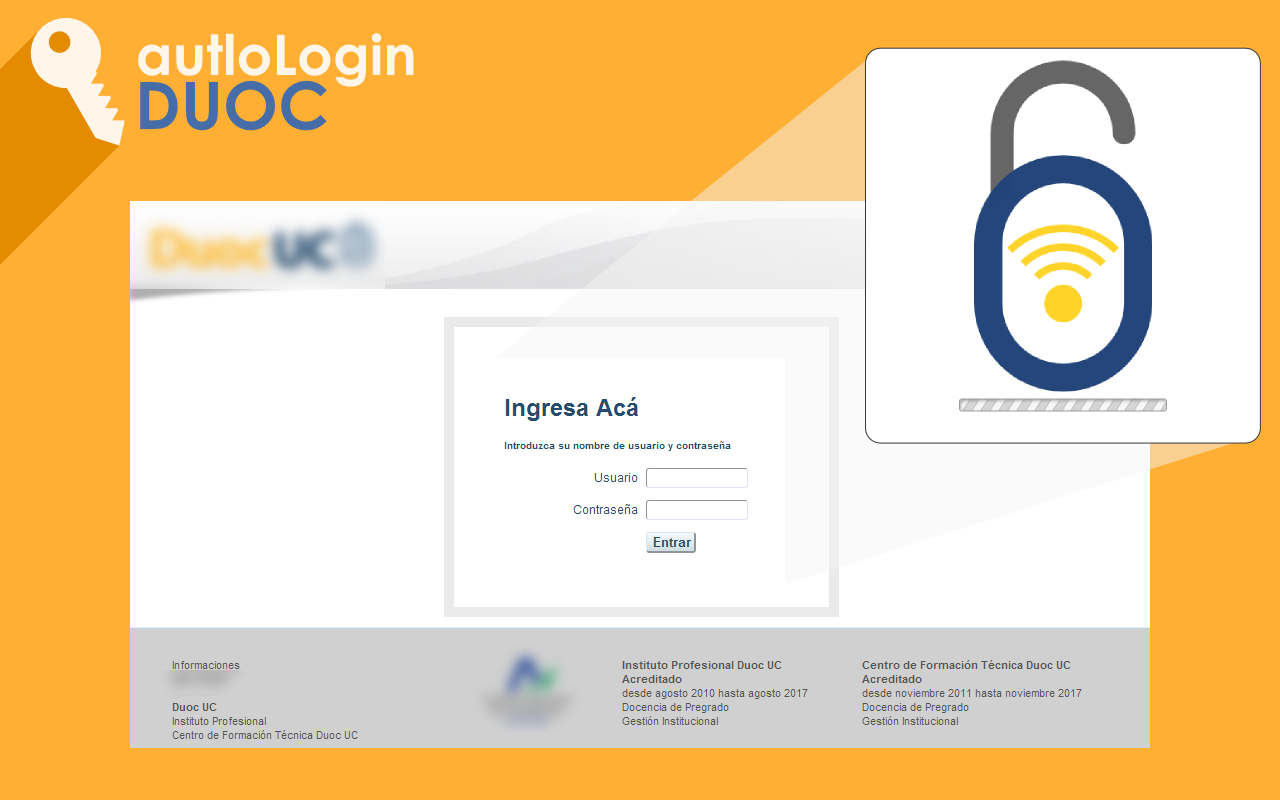 autloLogin
DUOC
Duoc UC
Ingresa Acá
Introduzca su nombre de usuario y contraseña
Usuario
Contraseña
Entrar
Informaciones
Duoc UC
Instituto Profesional
Centro de Formación Técnica Duoc UC
Instituto Profesional Duoc UC
Acreditado
desde agosto 2010 hasta agosto 2017
Docencia de Pregrado
Gestión Institucional
Centro de Formación Técnica Duoc UC
Acreditado
desde noviembre 2011 hasta noviembre 2017
Docencia de Pregrado
Gestión Institucional